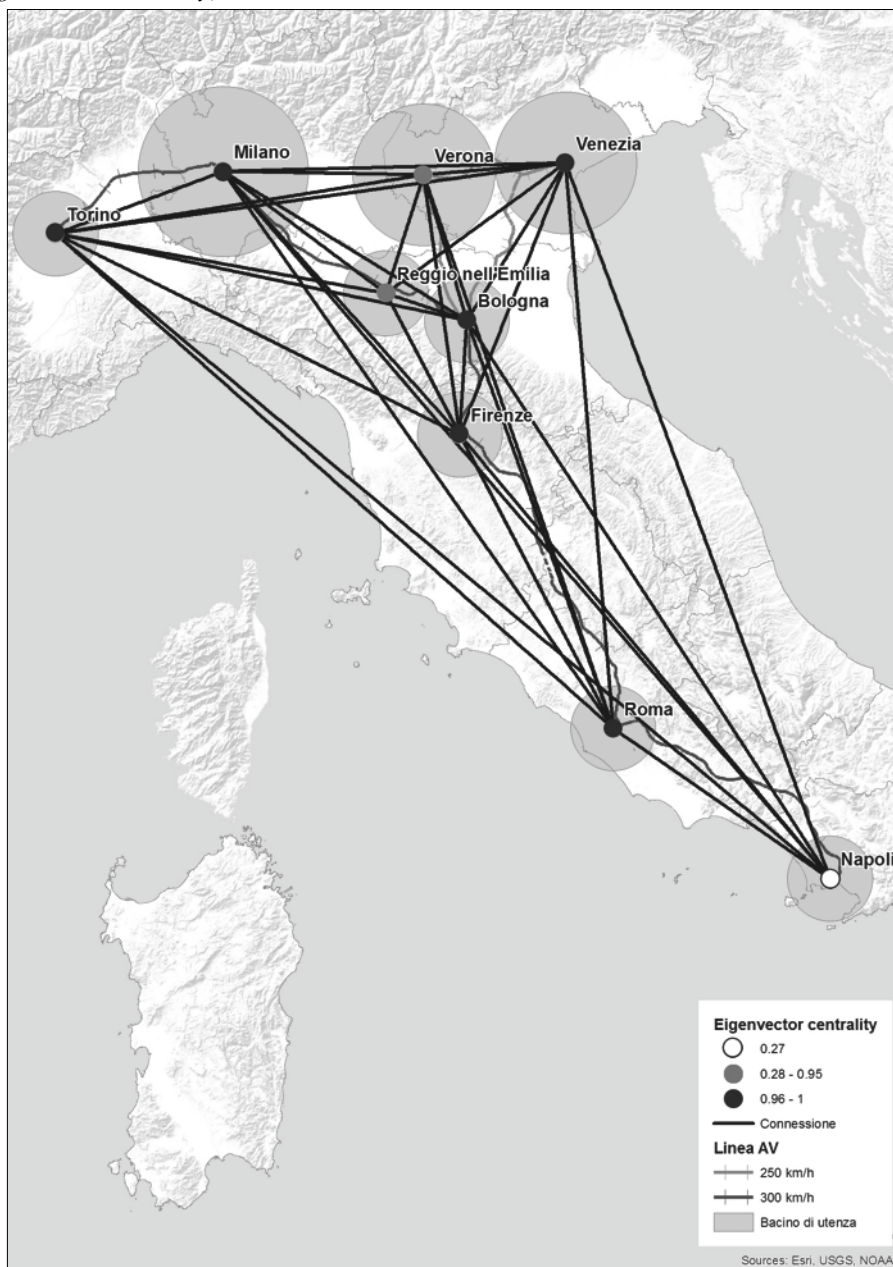 Milano
Verona
Venezia
Torino
Reggio nell'Emilia
Bologna
Firenze
Roma
Napoli
Eigenvector centrality
0.27
0.28 - 0.95
0.96 - 1
Connessione
Linea AV
250 km/h
300 km/h
Bacino di utenza
Sources: Esri, USGS, NOAA